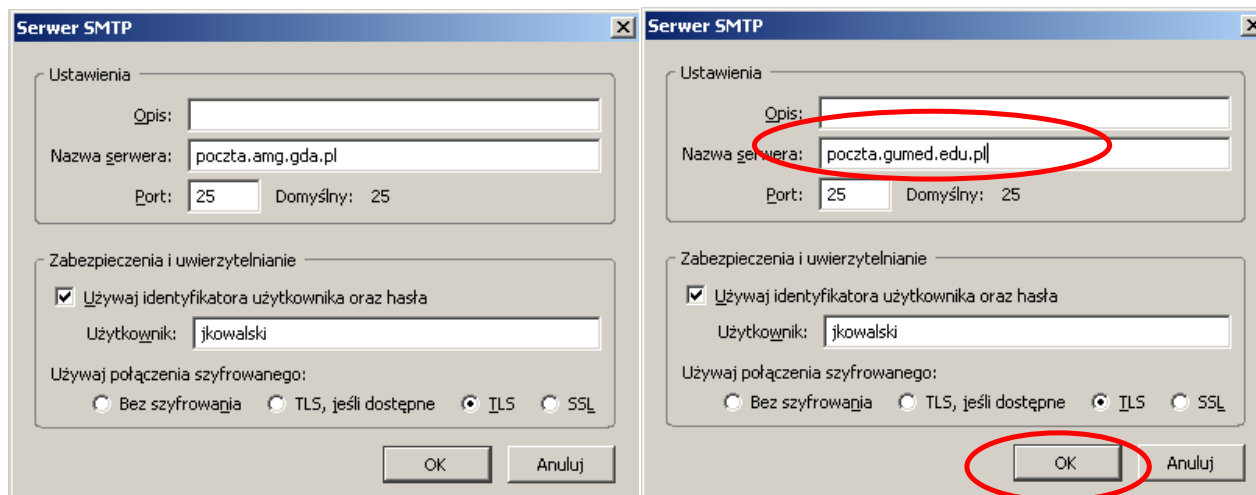 Serwer SMTP
Ustawienia
Opis:
Nazwa serwera: poczta.amg.gda.pl
Port: 25 Domyślny: 25
Zabezpieczenia i uwierzytelnianie
Używaj identyfikatora użytkownika oraz hasła
Użytkownik: jkowalski
Używaj połączenia szyfrowanego:
Bez szyfrowania TLS, jeśli dostępne TLS SSL
OK Anuluj
Serwer SMTP
Ustawienia
Opis:
Nazwa serwera: poczta.gumed.edu.pl
Port: 25 Domyślny: 25
Zabezpieczenia i uwierzytelnianie
Używaj identyfikatora użytkownika oraz hasła
Użytkownik: jkowalski
Używaj połączenia szyfrowanego:
Bez szyfrowania TLS, jeśli dostępne TLS SSL
OK Anuluj